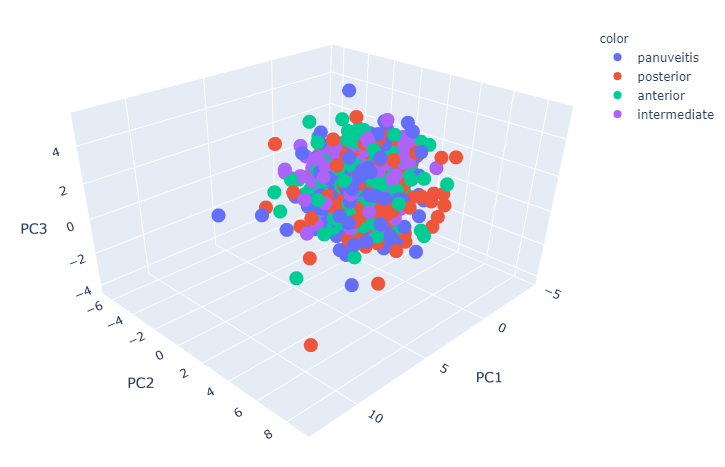 color
panuveitis
posterior
anterior
intermediate
4
2
0
−2
−4
PC3
−6
−4
−2
0
2
4
6
8
PC2
−5
0
5
10
PC1